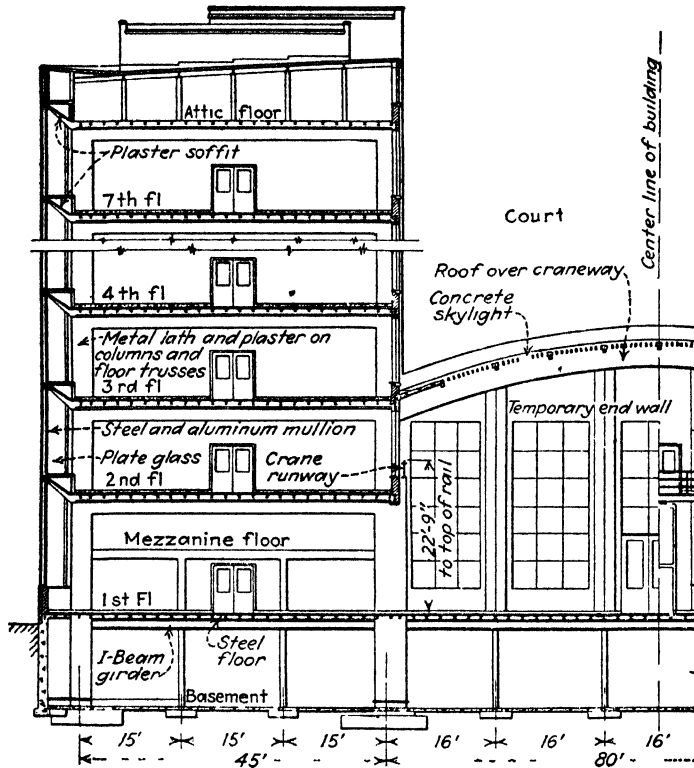 Attic floor
Plaster soffit
7th fl
Court
Center line of building
4th fl
Roof over craneway
Concrete
skylight
Metal lath and plaster on
columns and
floor trusses
3rd fl
Temporary end wall
Steel and aluminum mullion
Plate glass
2nd fl
Crane
runway
22'-9"
to top of rail
Mezzanine floor
1st Fl
I-Beam
girder
Steel
floor
Basement
15' 15' 15' 16' 16' 16'
45' 80'